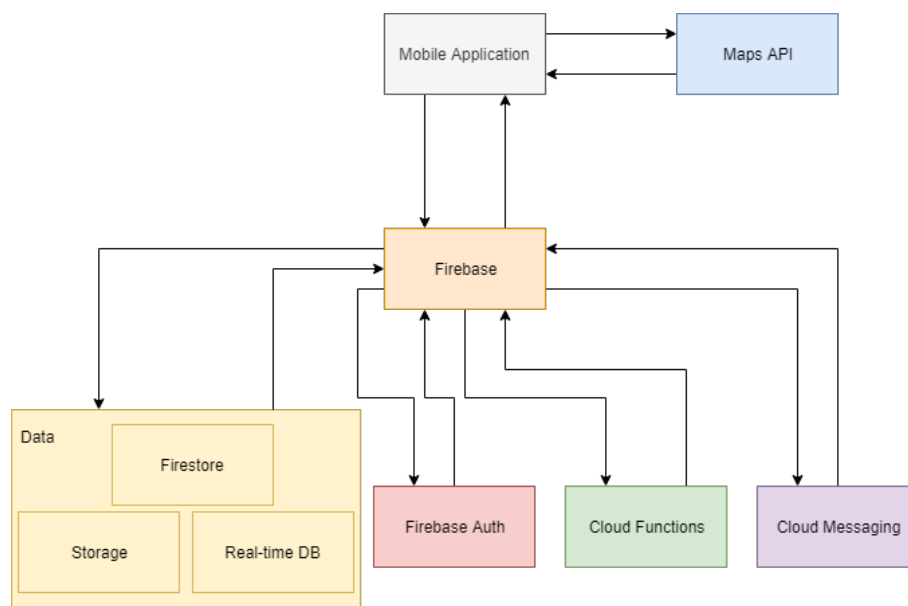 Mobile Application
Maps API
Firebase
Data
Firestore
Storage
Real-time DB
Firebase Auth
Cloud Functions
Cloud Messaging